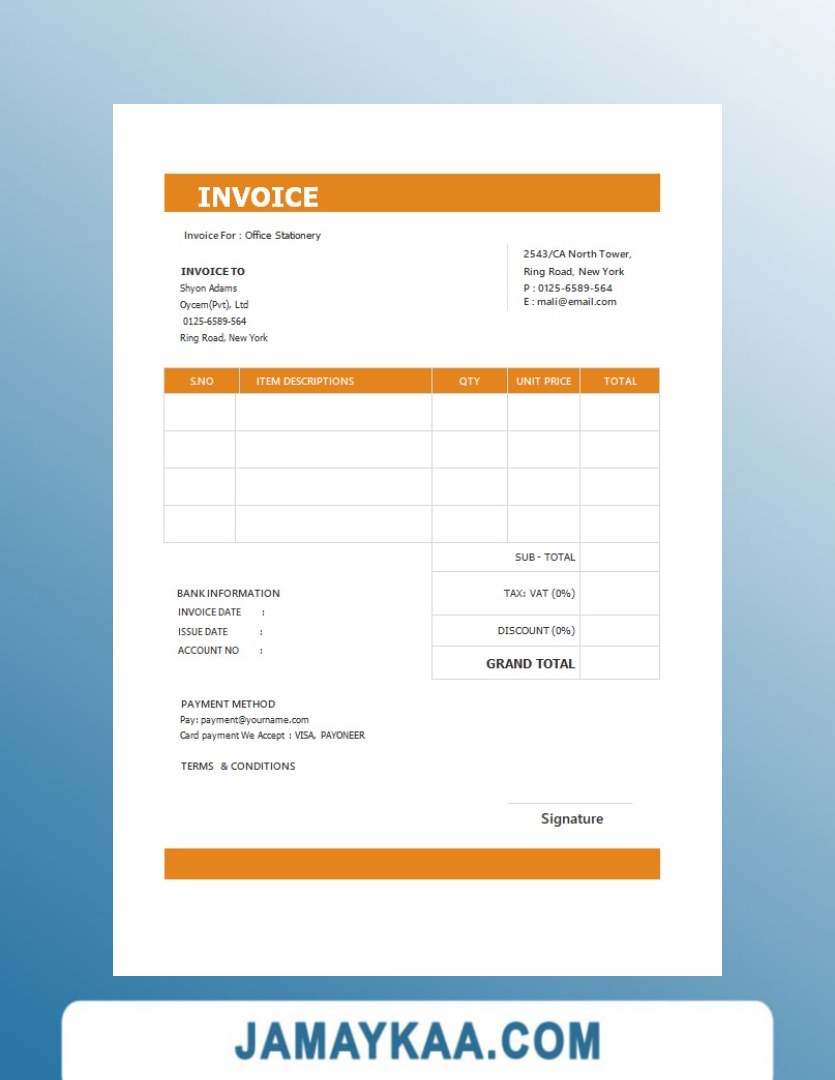 INVOICE
Invoice For : Office Stationery
2543/CA North Tower,
Ring Road, New York
P : 0125-6589-564
E : mali@email.com
INVOICE TO
Shyon Adams
Oycem(Pvt), Ltd
0125-6589-564
Ring Road, New York
S.NO ITEM DESCRIPTIONS QTY UNIT PRICE TOTAL
SUB - TOTAL
TAX: VAT (0%)
DISCOUNT (0%)
GRAND TOTAL
BANK INFORMATION
INVOICE DATE :
ISSUE DATE :
ACCOUNT NO :
PAYMENT METHOD
Pay: payment@yourname.com
Card payment We Accept : VISA, PAYONEER
TERMS & CONDITIONS
Signature
JAMAYKAA.COM